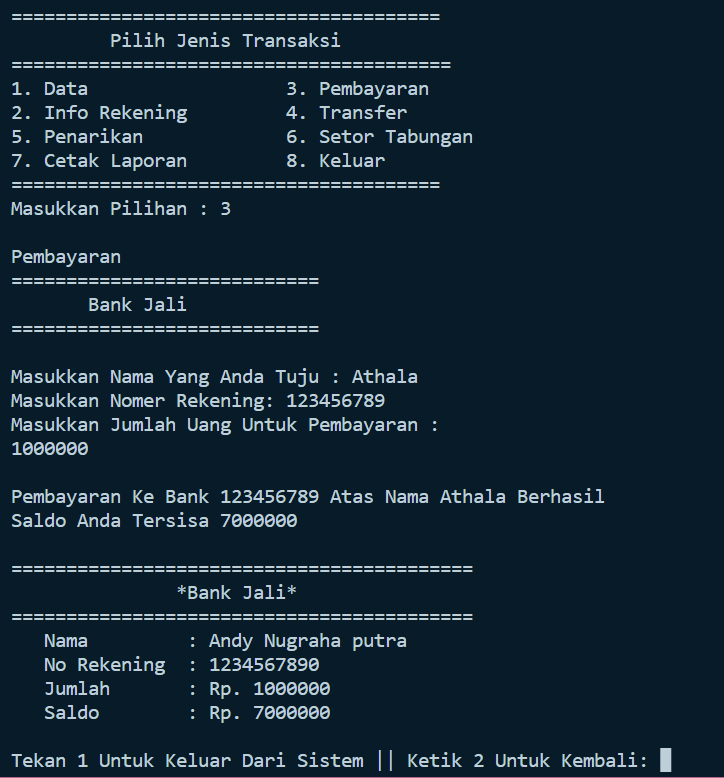 =======================================
         Pilih Jenis Transaksi
========================================
1. Data                  3. Pembayaran
2. Info Rekening         4. Transfer
5. Penarikan             6. Setor Tabungan
7. Cetak Laporan         8. Keluar
=======================================
Masukkan Pilihan : 3

Pembayaran
============================
       Bank Jali
============================

Masukkan Nama Yang Anda Tuju : Athala
Masukkan Nomer Rekening: 123456789
Masukkan Jumlah Uang Untuk Pembayaran :
1000000

Pembayaran Ke Bank 123456789 Atas Nama Athala Berhasil
Saldo Anda Tersisa 7000000

==========================================
               *Bank Jali*
==========================================
   Nama         : Andy Nugraha putra
   No Rekening  : 1234567890
   Jumlah       : Rp. 1000000
   Saldo        : Rp. 7000000

Tekan 1 Untuk Keluar Dari Sistem || Ketik 2 Untuk Kembali: